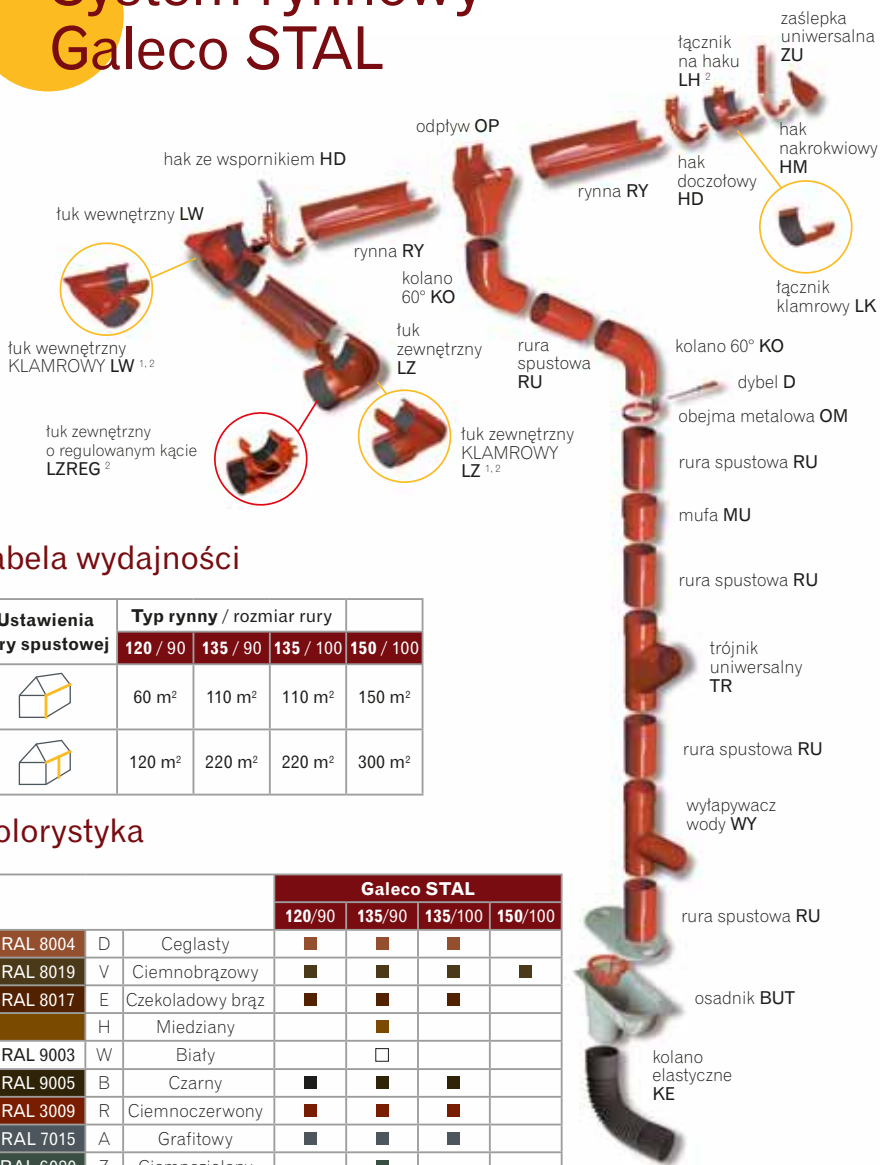 System rynnowy
Galeco STAL
zaślepka
uniwersalna
ZU
łącznik
na haku
LH ²
odpływ OP
hak ze wspornikiem HD
hak
nakrokwiowy
HM
hak
doczołowy
HD
rynna RY
łuk wewnętrzny LW
rynna RY
kolano
60° KO
łącznik
klamrowy LK
łuk
zewnętrzny
LZ
rura
spustowa
RU
kolano 60° KO
łuk wewnętrzny
KLAMROWY LW ¹˒ ²
dybel D
obejma metalowa OM
łuk zewnętrzny
o regulowanym kącie
LZREG ²
łuk zewnętrzny
KLAMROWY
LZ ¹˒ ²
rura spustowa RU
mufa MU
rura spustowa RU
trójnik
uniwersalny
TR
rura spustowa RU
wyłapywacz
wody WY
rura spustowa RU
osadnik BUT
kolano
elastyczne
KE
abela wydajności
Ustawienia
ry spustowej
Typ rynny / rozmiar rury
120 / 90 135 / 90 135 / 100 150 / 100
60 m² 110 m² 110 m² 150 m²
120 m² 220 m² 220 m² 300 m²
olorystyka
Galeco STAL
120/90 135/90 135/100 150/100
RAL 8004 D Ceglasty
RAL 8019 V Ciemnobrązowy
RAL 8017 E Czekoladowy brąz
H Miedziany
RAL 9003 W Biały
RAL 9005 B Czarny
RAL 3009 R Ciemnoczerwony
RAL 7015 A Grafitowy
RAL 6020 Z Ciemnozielony